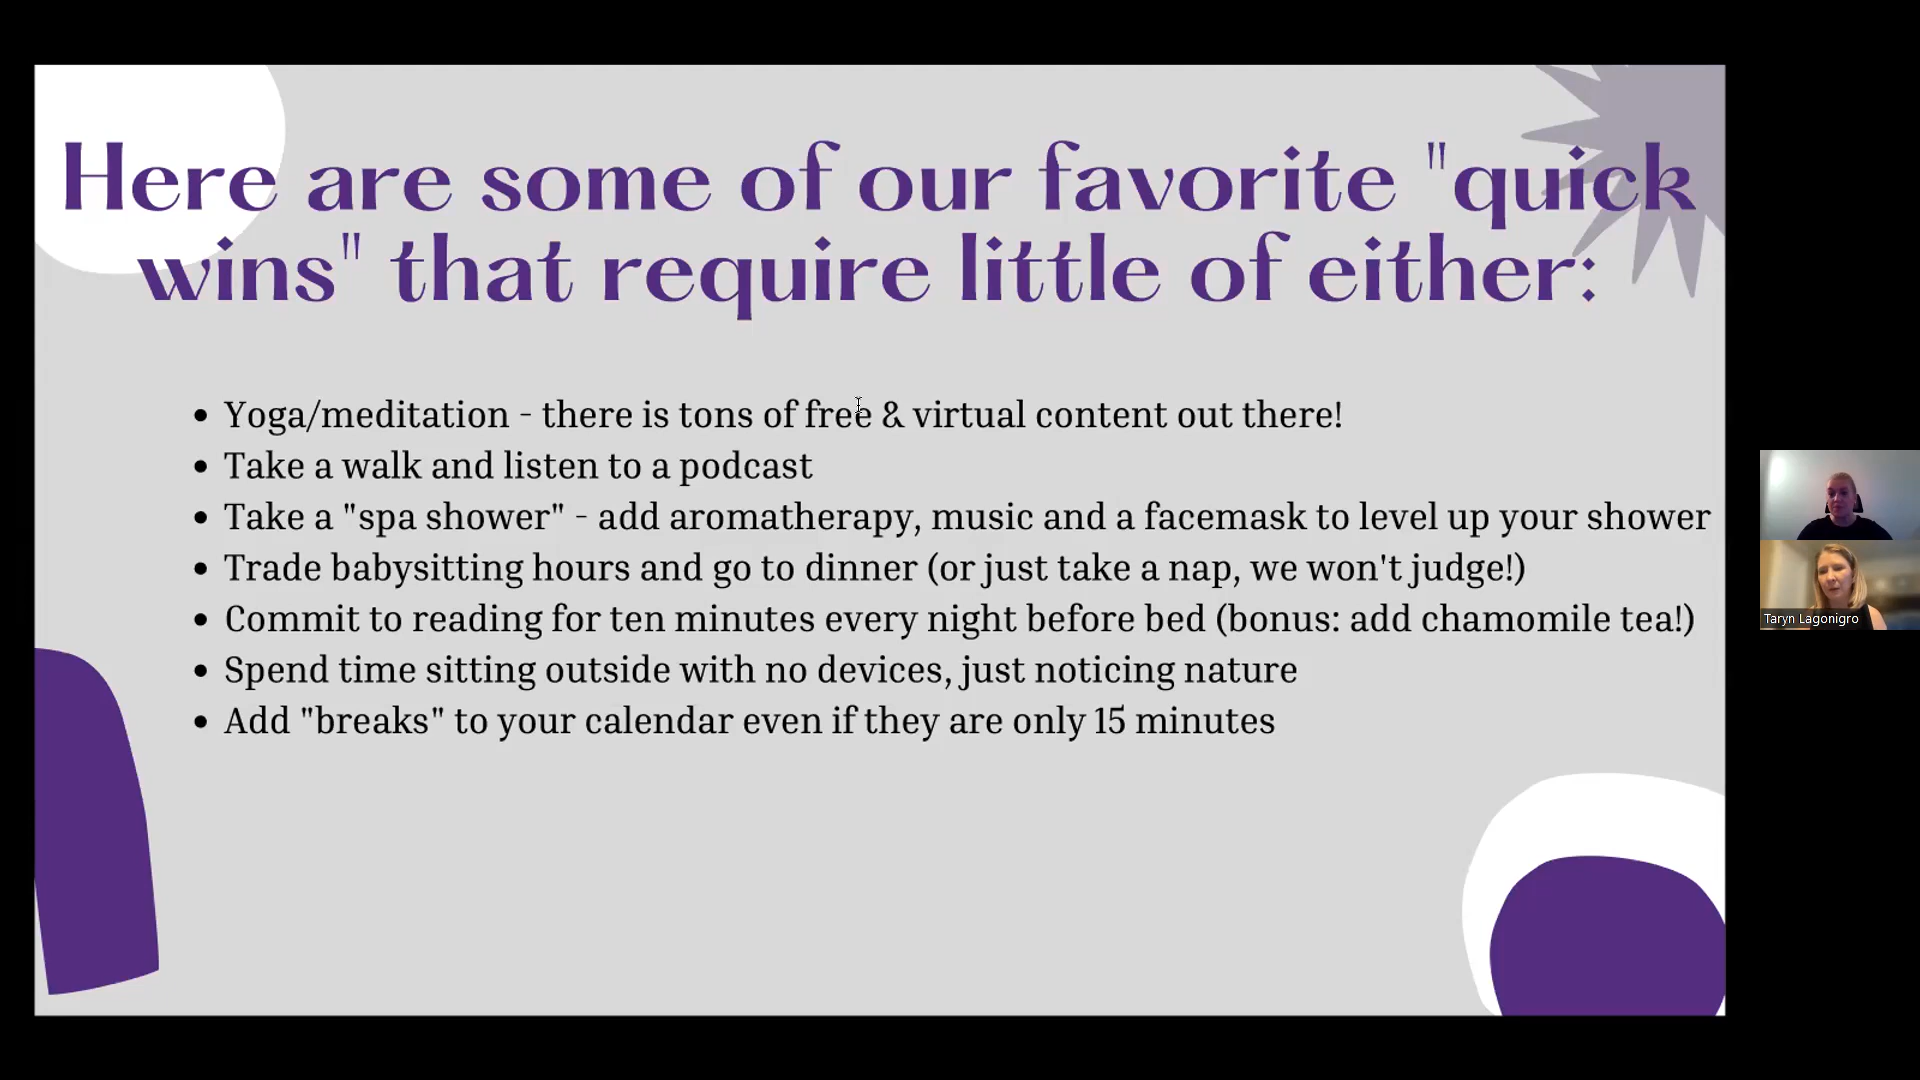 Here are some of our favorite "quick
wins" that require little of either:
• Yoga/meditation - there is tons of free & virtual content out there!
• Take a walk and listen to a podcast
• Take a "spa shower" - add aromatherapy, music and a facemask to level up your shower
• Trade babysitting hours and go to dinner (or just take a nap, we won't judge!)
• Commit to reading for ten minutes every night before bed (bonus: add chamomile tea!)
• Spend time sitting outside with no devices, just noticing nature
• Add "breaks" to your calendar even if they are only 15 minutes
Taryn Lagonigro